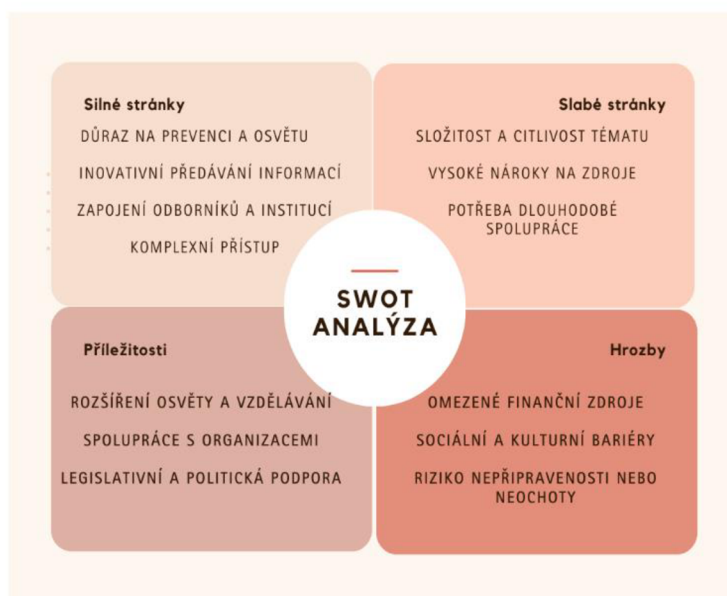 Silné stránky
DŮRAZ NA PREVENCI A OSVĚTU
INOVATIVNÍ PŘEDÁVÁNÍ INFORMACÍ
ZAPOJENÍ ODBORNÍKŮ A INSTITUCÍ
KOMPLEXNÍ PŘÍSTUP
Slabé stránky
SLOŽITOST A CITLIVOST TÉMATU
VYSOKÉ NÁROKY NA ZDROJE
POTŘEBA DLOUHODOBÉ
SPOLUPRÁCE
SWOT
ANALÝZA
Příležitosti
ROZŠÍŘENÍ OSVĚTY A VZDĚLÁVÁNÍ
SPOLUPRÁCE S ORGANIZACEMI
LEGISLATIVNÍ A POLITICKÁ PODPORA
Hrozby
OMEZENÉ FINANČNÍ ZDROJE
SOCIÁLNÍ A KULTURNÍ BARIÉRY
RIZIKO NEPŘIPRAVENOSTI NEBO
NEOCHOTY